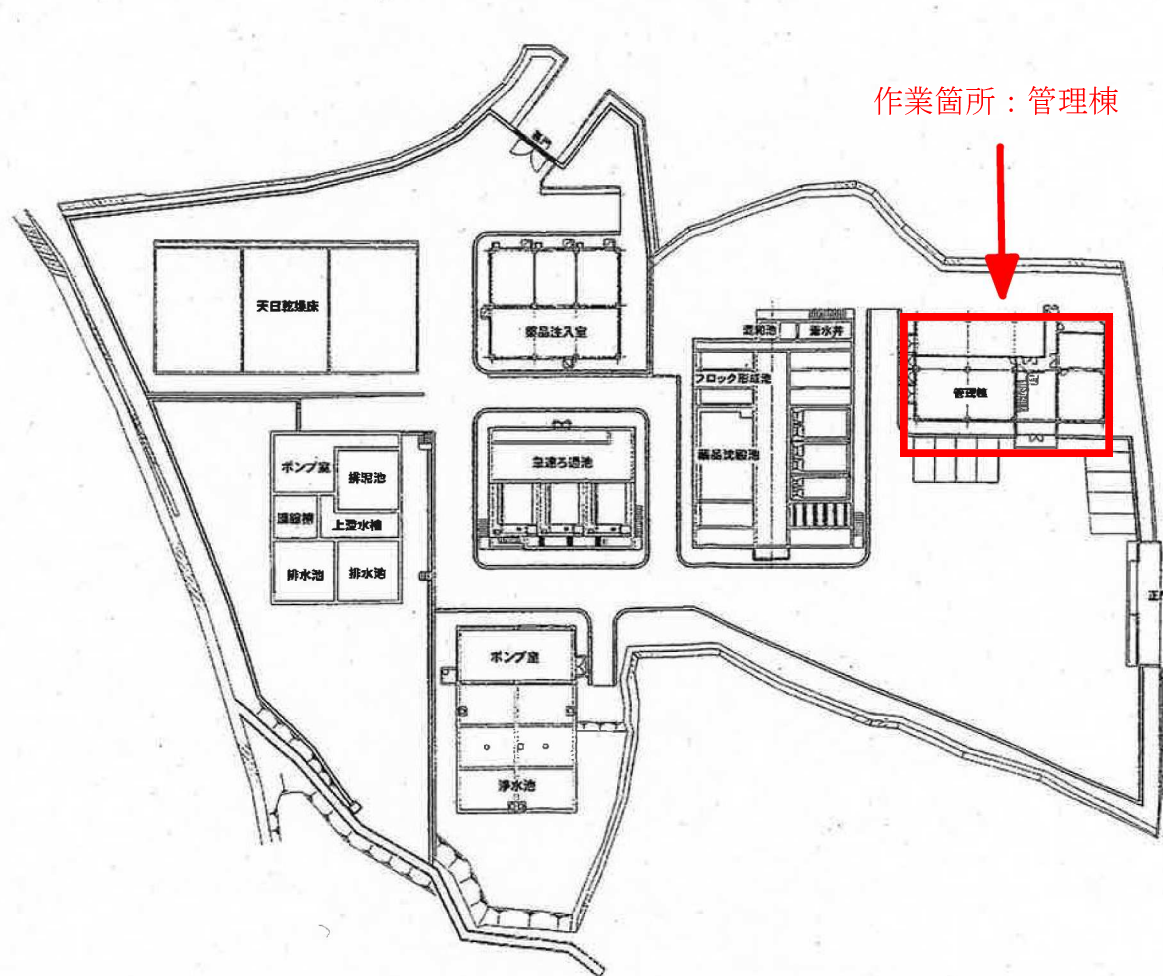 作業箇所：管理棟
裏門
天日乾燥床
薬品注入室
混和池
着水井
フロック形成池
管理棟
薬品沈殿池
急速ろ過池
ポンプ室
排泥池
濃縮槽
上澄水槽
排水池
排水池
ポンプ室
浄水池